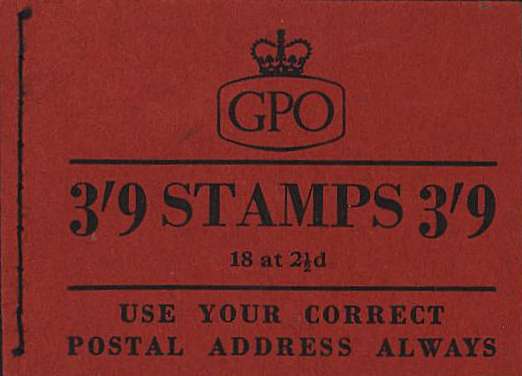 GPO
3'9 STAMPS 3'9
18 at 2½d
USE YOUR CORRECT
POSTAL ADDRESS ALWAYS